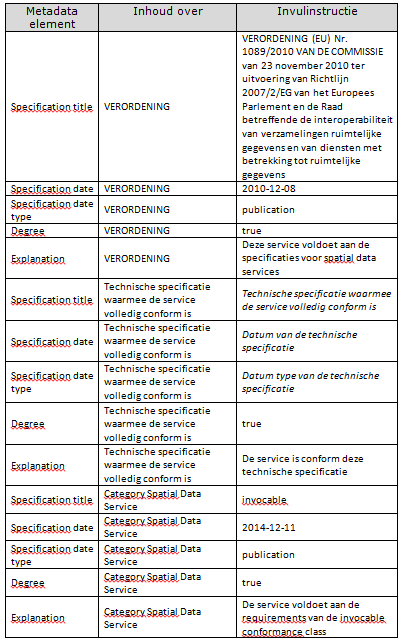 Metadata element
Inhoud over
Invulinstructie
Specification title
VERORDENING
VERORDENING (EU) Nr.
1089/2010 VAN DE COMMISSIE
van 23 november 2010 ter
uitvoering van Richtlijn
2007/2/EG van het Europees
Parlement en de Raad
betreffende de interoperabiliteit
van verzamelingen ruimtelijke
gegevens en van diensten met
betrekking tot ruimtelijke
gegevens
Specification date
VERORDENING
2010-12-08
Specification date
type
VERORDENING
publication
Degree
VERORDENING
true
Explanation
VERORDENING
Deze service voldoet aan de
specificaties voor spatial data
services
Specification title
Technische specificatie
waarmee de service
volledig conform is
Technische specificatie waarmee
de service volledig conform is
Specification date
Technische specificatie
waarmee de service
volledig conform is
Datum van de technische
specificatie
Specification date
type
Technische specificatie
waarmee de service
volledig conform is
Datum type van de technische
specificatie
Degree
Technische specificatie
waarmee de service
volledig conform is
true
Explanation
Technische specificatie
waarmee de service
volledig conform is
De service is conform deze
technische specificatie
Specification title
Category Spatial Data
Service
invocable
Specification date
Category Spatial Data
Service
2014-12-11
Specification date
type
Category Spatial Data
Service
publication
Degree
Category Spatial Data
Service
true
Explanation
Category Spatial Data
Service
De service voldoet aan de
requirements van de invocable
conformance class